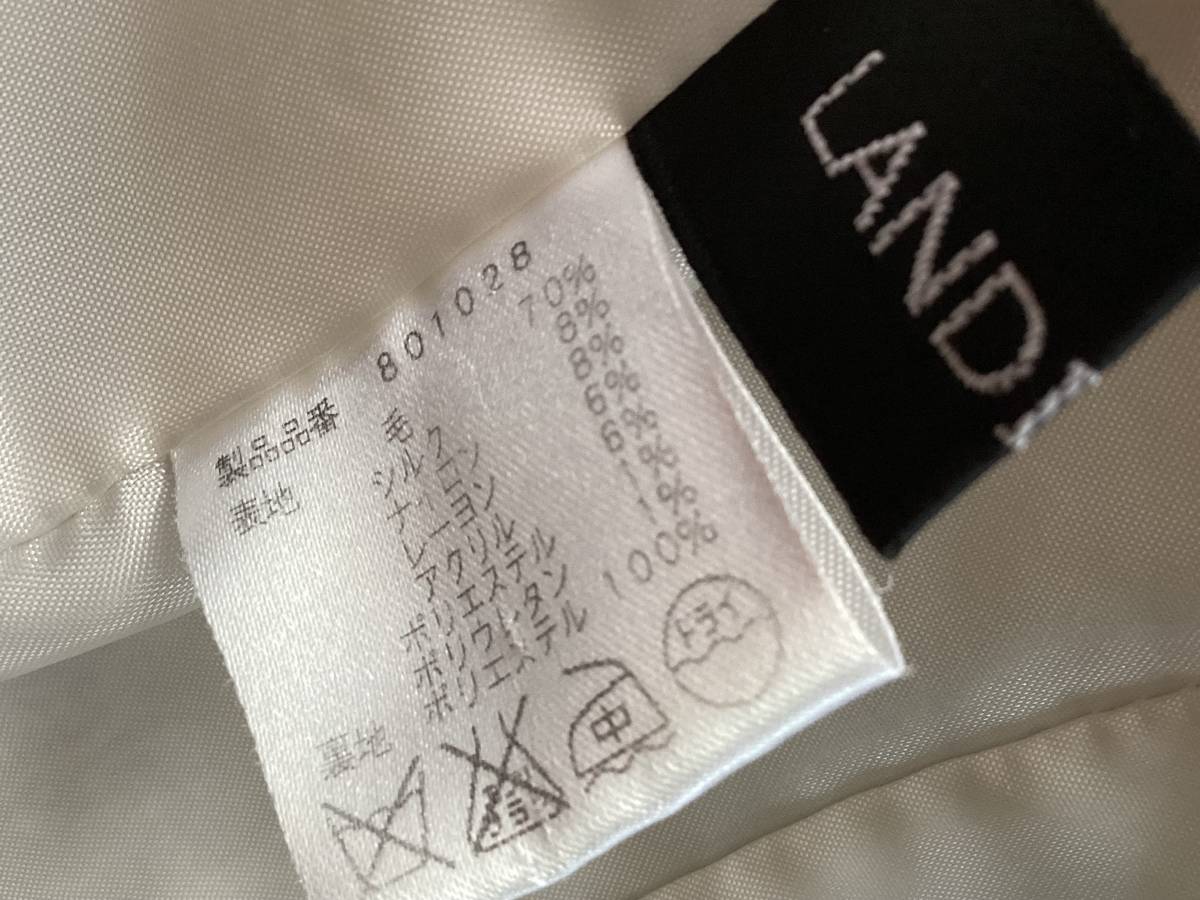 LAND
製品品番 801028
表地 毛 70%
シルク 8%
ナイロン 8%
レーヨン 6%
アクリル 6%
ポリエステル 1%
ポリウレタン 1%
裏地 ポリエステル 100%
中 ドライ